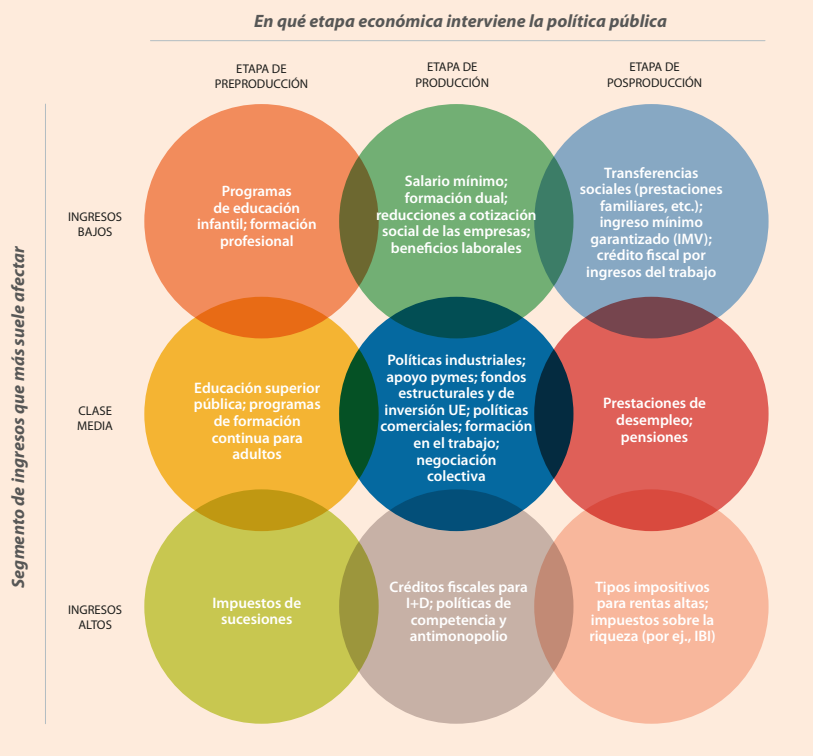 En qué etapa económica interviene la política pública
ETAPA DE
PREPRODUCCIÓN
ETAPA DE
PRODUCCIÓN
ETAPA DE
POSPRODUCCIÓN
Segmento de ingresos que más suele afectar
INGRESOS
BAJOS
Programas
de educación
infantil; formación
profesional
Salario mínimo;
formación dual;
reducciones a cotización
social de las empresas;
beneficios laborales
Transferencias
sociales (prestaciones
familiares, etc.);
ingreso mínimo
garantizado (IMV);
crédito fiscal por
ingresos del trabajo
CLASE
MEDIA
Educación superior
pública; programas
de formación
continua para
adultos
Políticas industriales;
apoyo pymes; fondos
estructurales y de
inversión UE; políticas
comerciales; formación
en el trabajo;
negociación
colectiva
Prestaciones de
desempleo;
pensiones
INGRESOS
ALTOS
Impuestos de
sucesiones
Créditos fiscales para
I+D; políticas de
competencia y
antimonopolio
Tipos impositivos
para rentas altas;
impuestos sobre la
riqueza (por ej., IBI)